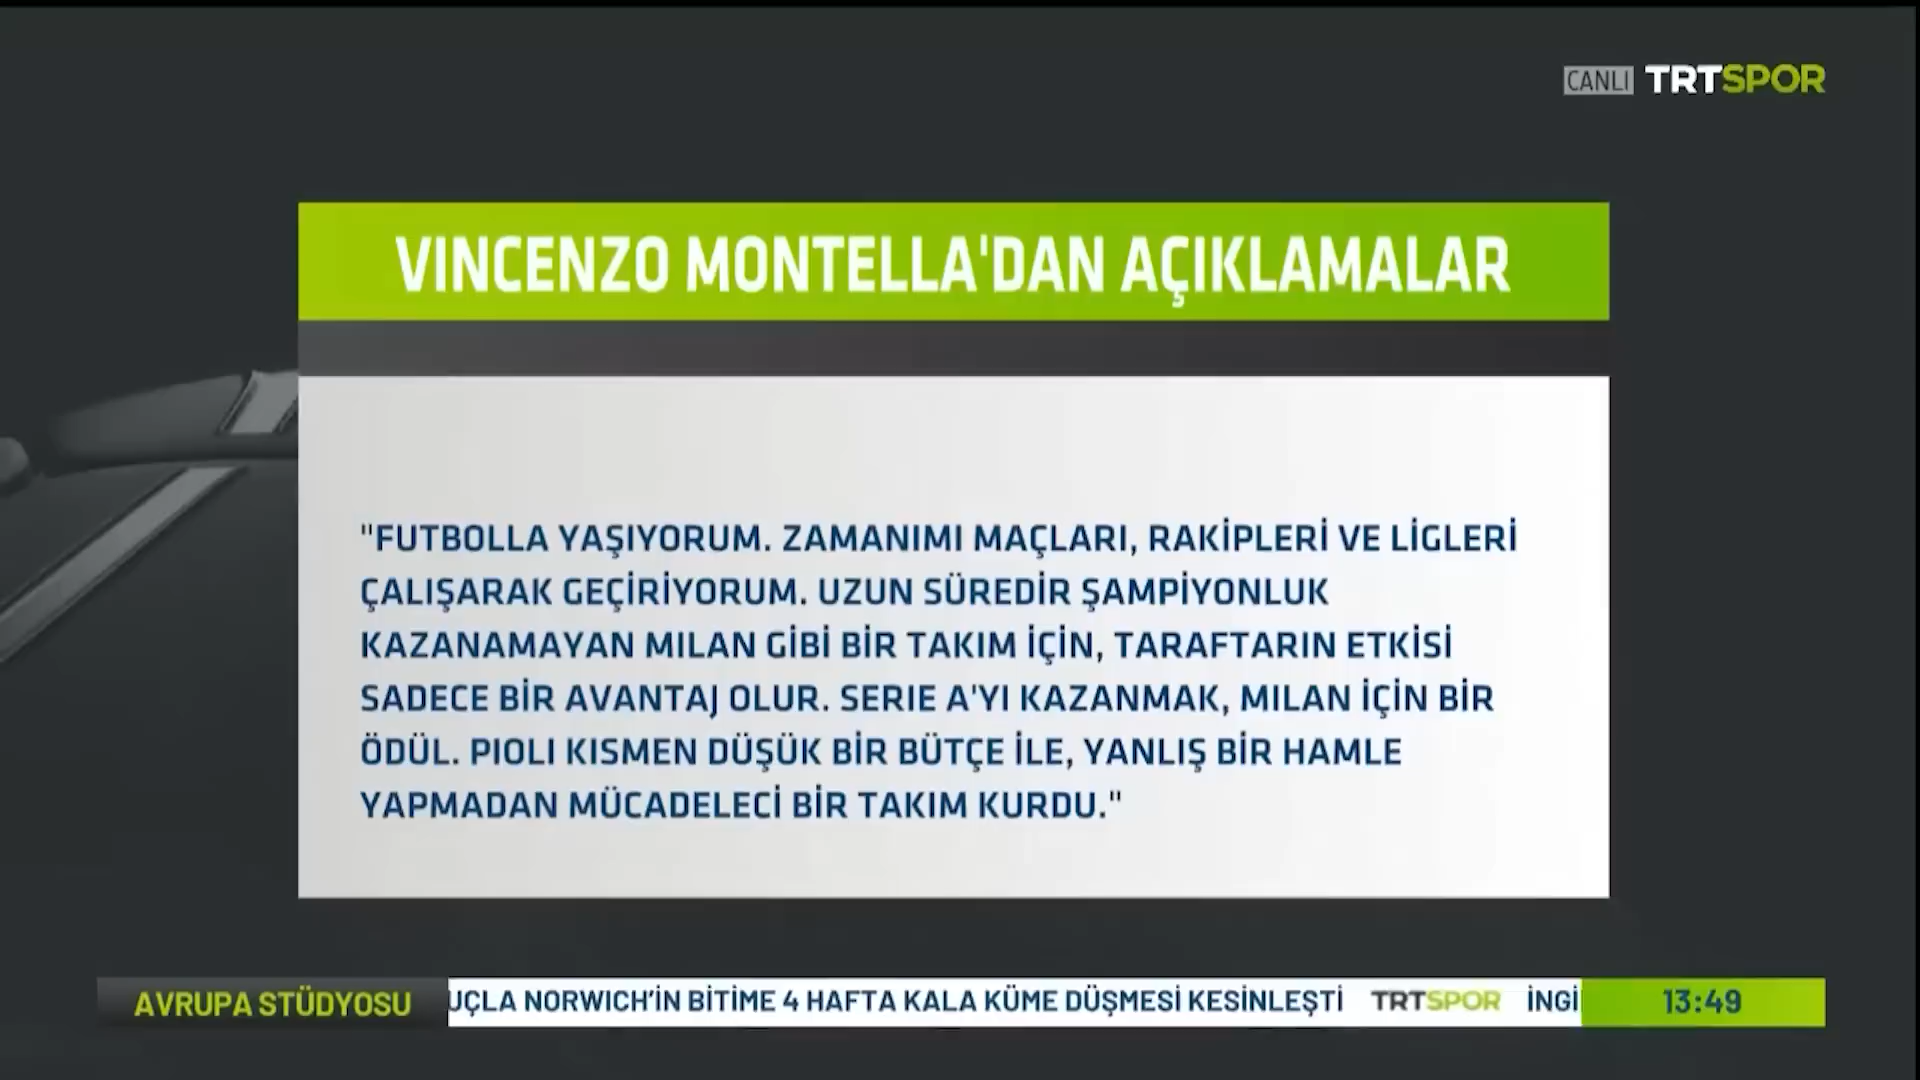 CANLI TRTSPOR
VINCENZO MONTELLA'DAN AÇIKLAMALAR
"FUTBOLLA YAŞIYORUM. ZAMANIMI MAÇLARI, RAKİPLERİ VE LİGLERİ
ÇALIŞARAK GEÇİRİYORUM. UZUN SÜREDİR ŞAMPİYONLUK
KAZANAMAYAN MILAN GİBİ BİR TAKIM İÇİN, TARAFTARIN ETKİSİ
SADECE BİR AVANTAJ OLUR. SERIE A'YI KAZANMAK, MILAN İÇİN BİR
ÖDÜL. PIOLI KISMEN DÜŞÜK BİR BÜTÇE İLE, YANLIŞ BİR HAMLE
YAPMADAN MÜCADELECİ BİR TAKIM KURDU."
AVRUPA STÜDYOSU UÇLA NORWICH'İN BİTİME 4 HAFTA KALA KÜME DÜŞMESİ KESİNLEŞTİ TRTSPOR İNGİ 13:49